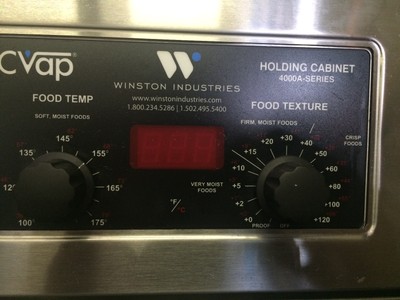 CVap®
W
WINSTON INDUSTRIES
www.winstonindustries.com
1.800.234.5286 | 1.502.495.5400
HOLDING CABINET
4000A-SERIES
FOOD TEMP
SOFT, MOIST FOODS
145°
135°
155°
165°
100°
175°
°F/°C
FOOD TEXTURE
FIRM, MOIST FOODS
CRISP
FOODS
VERY MOIST
FOODS
+0
+2
+5
+10
+15
+20
+30
+40
+50
+60
+80
+120
PROOF
OFF